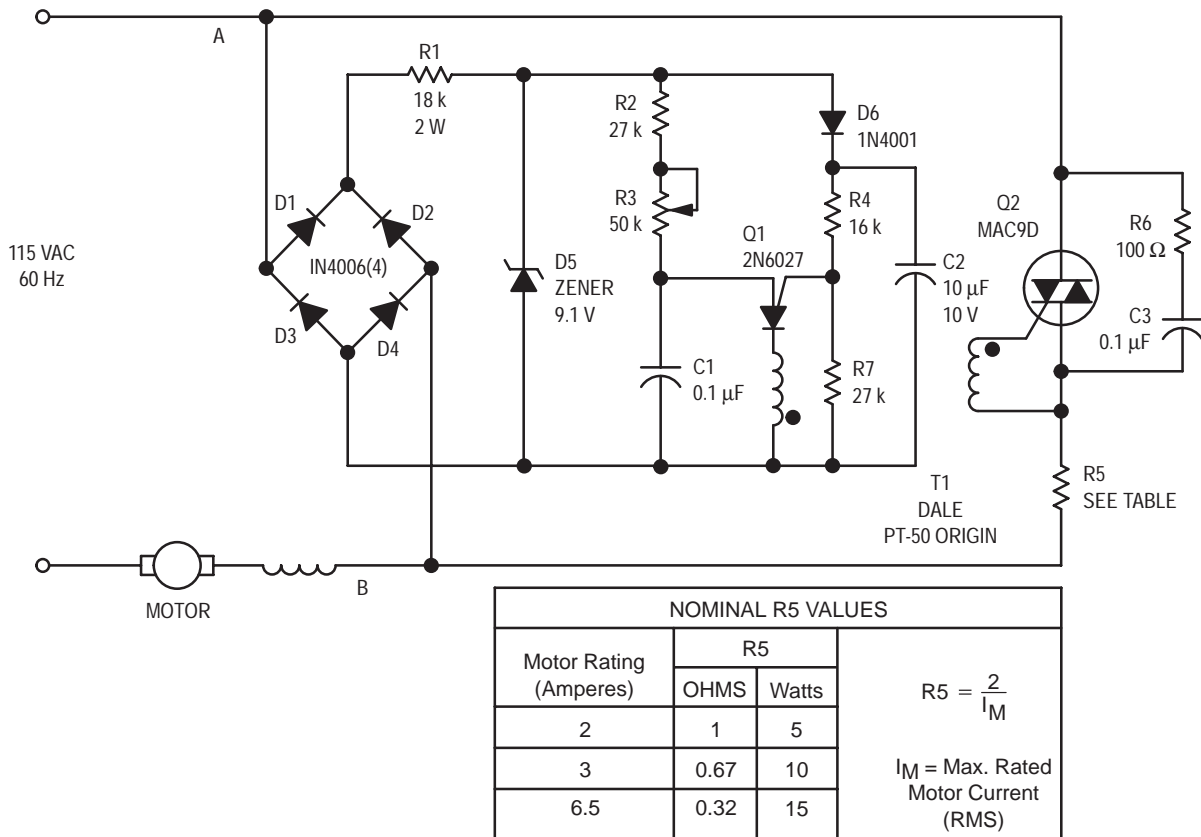 A
R1
18 k
2 W
R2
27 k
D6
1N4001
D1
D2
R3
50 k
R4
16 k
Q2
MAC9D
R6
100 Ω
115 VAC
60 Hz
IN4006(4)
D5
ZENER
9.1 V
Q1
2N6027
C2
10 μF
10 V
D3
D4
C1
0.1 μF
R7
27 k
C3
0.1 μF
T1
DALE
PT-50 ORIGIN
R5
SEE TABLE
MOTOR
B
NOMINAL R5 VALUES
Motor Rating
(Amperes)
R5
OHMS Watts
2 1 5
3 0.67 10
6.5 0.32 15
R5 = 2/IM
IM = Max. Rated
Motor Current
(RMS)